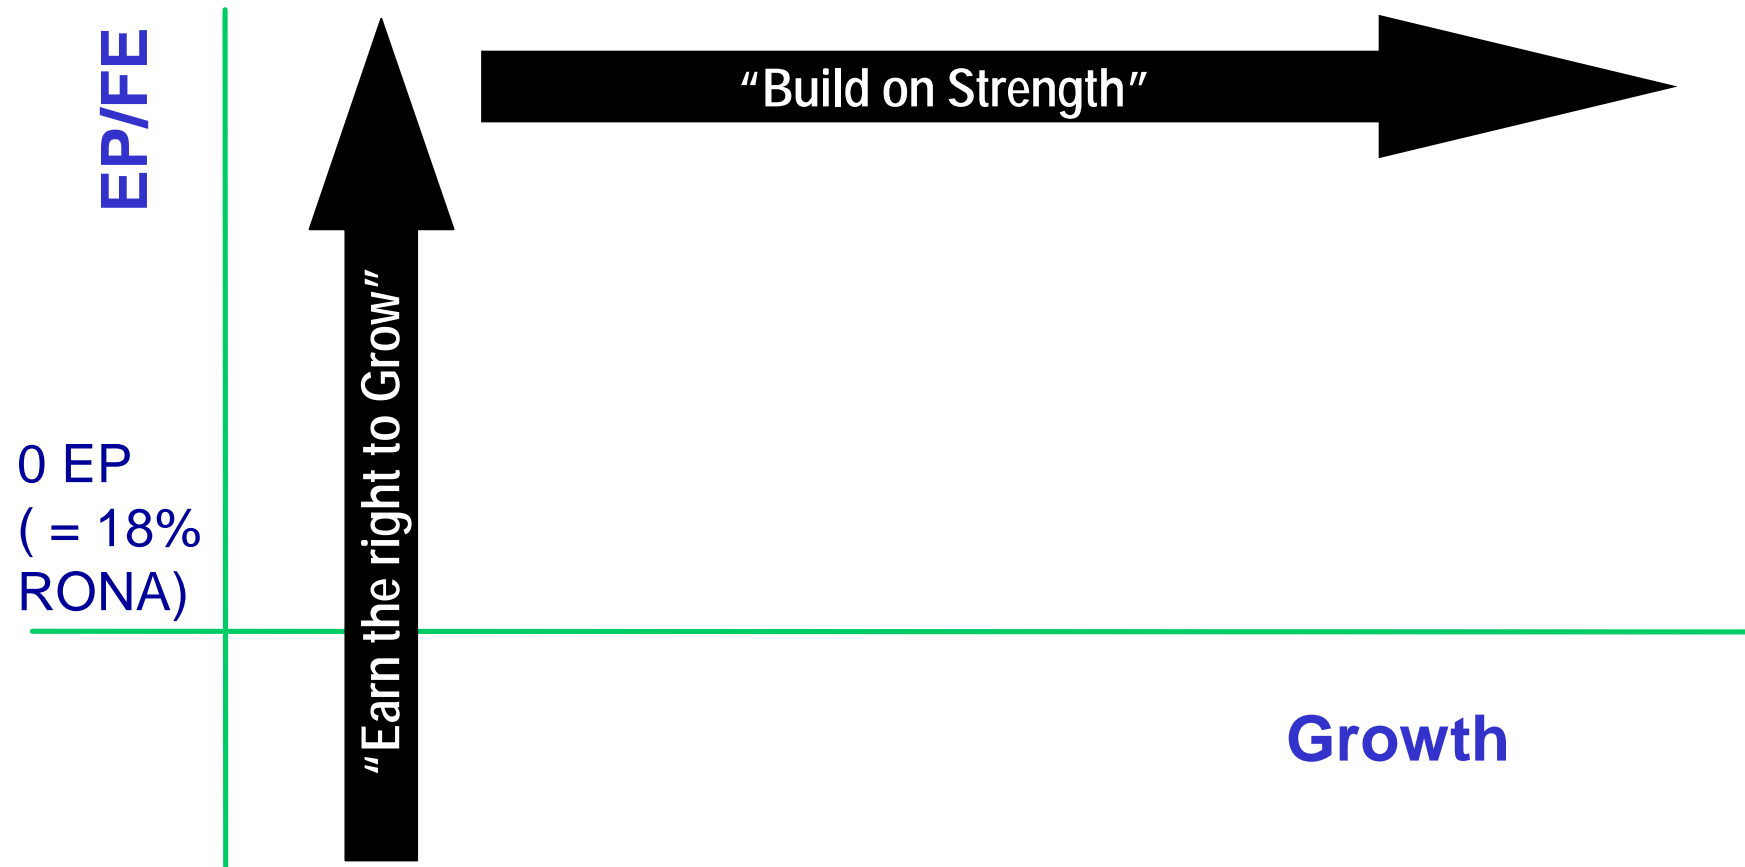 EP/FE
“Build on Strength”
“Earn the right to Grow”
0 EP
( = 18%
RONA)
Growth